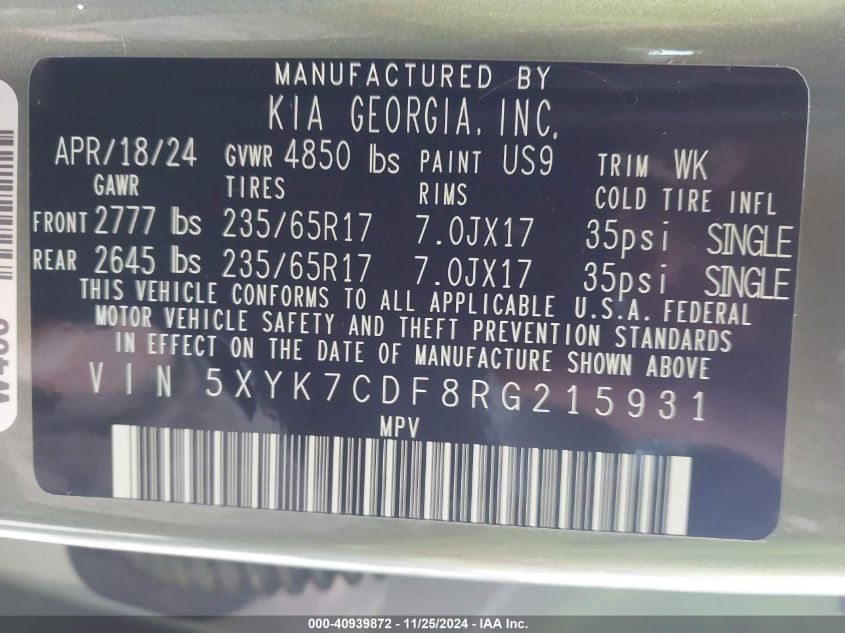 MANUFACTURED BY
KIA GEORGIA, INC.
APR/18/24 GVWR 4850 lbs PAINT US9 TRIM WK
GAWR TIRES RIMS COLD TIRE INFL
FRONT 2777 lbs 235/65R17 7.0JX17 35psi SINGLE
REAR 2645 lbs 235/65R17 7.0JX17 35psi SINGLE
THIS VEHICLE CONFORMS TO ALL APPLICABLE U.S.A. FEDERAL
MOTOR VEHICLE SAFETY AND THEFT PREVENTION STANDARDS
IN EFFECT ON THE DATE OF MANUFACTURE SHOWN ABOVE
VIN 5XYK7CDF8RG215931
MPV
000-40939872 - 11/25/2024 - IAA Inc.